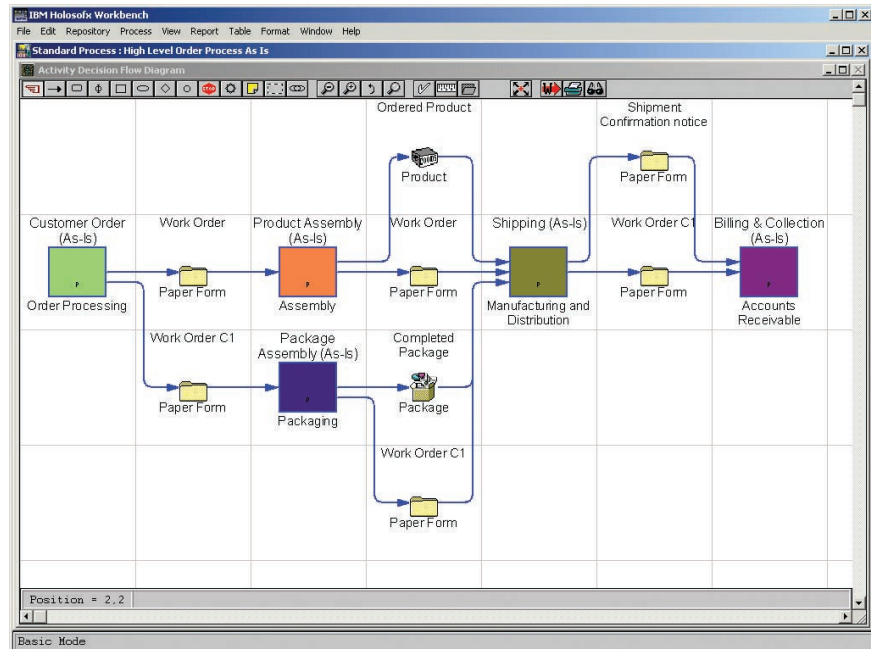 IBM Holosofx Workbench
File Edit Repository Process View Report Table Format Window Help
Standard Process : High Level Order Process As Is
Activity Decision Flow Diagram
STOP
W
Ordered Product
Shipment
Confirmation notice
Product
Paper Form
Customer Order
(As-Is)
Work Order
Product Assembly
(As-Is)
Work Order
Shipping (As-Is)
Work Order C1
Billing & Collection
(As-Is)
P
P
P
P
Order Processing
Paper Form
Assembly
Paper Form
Manufacturing and
Distribution
Paper Form
Accounts
Receivable
Work Order C1
Package
Assembly (As-Is)
Completed
Package
Paper Form
P
Packaging
Package
Work Order C1
Paper Form
Position = 2,2
Basic Mode